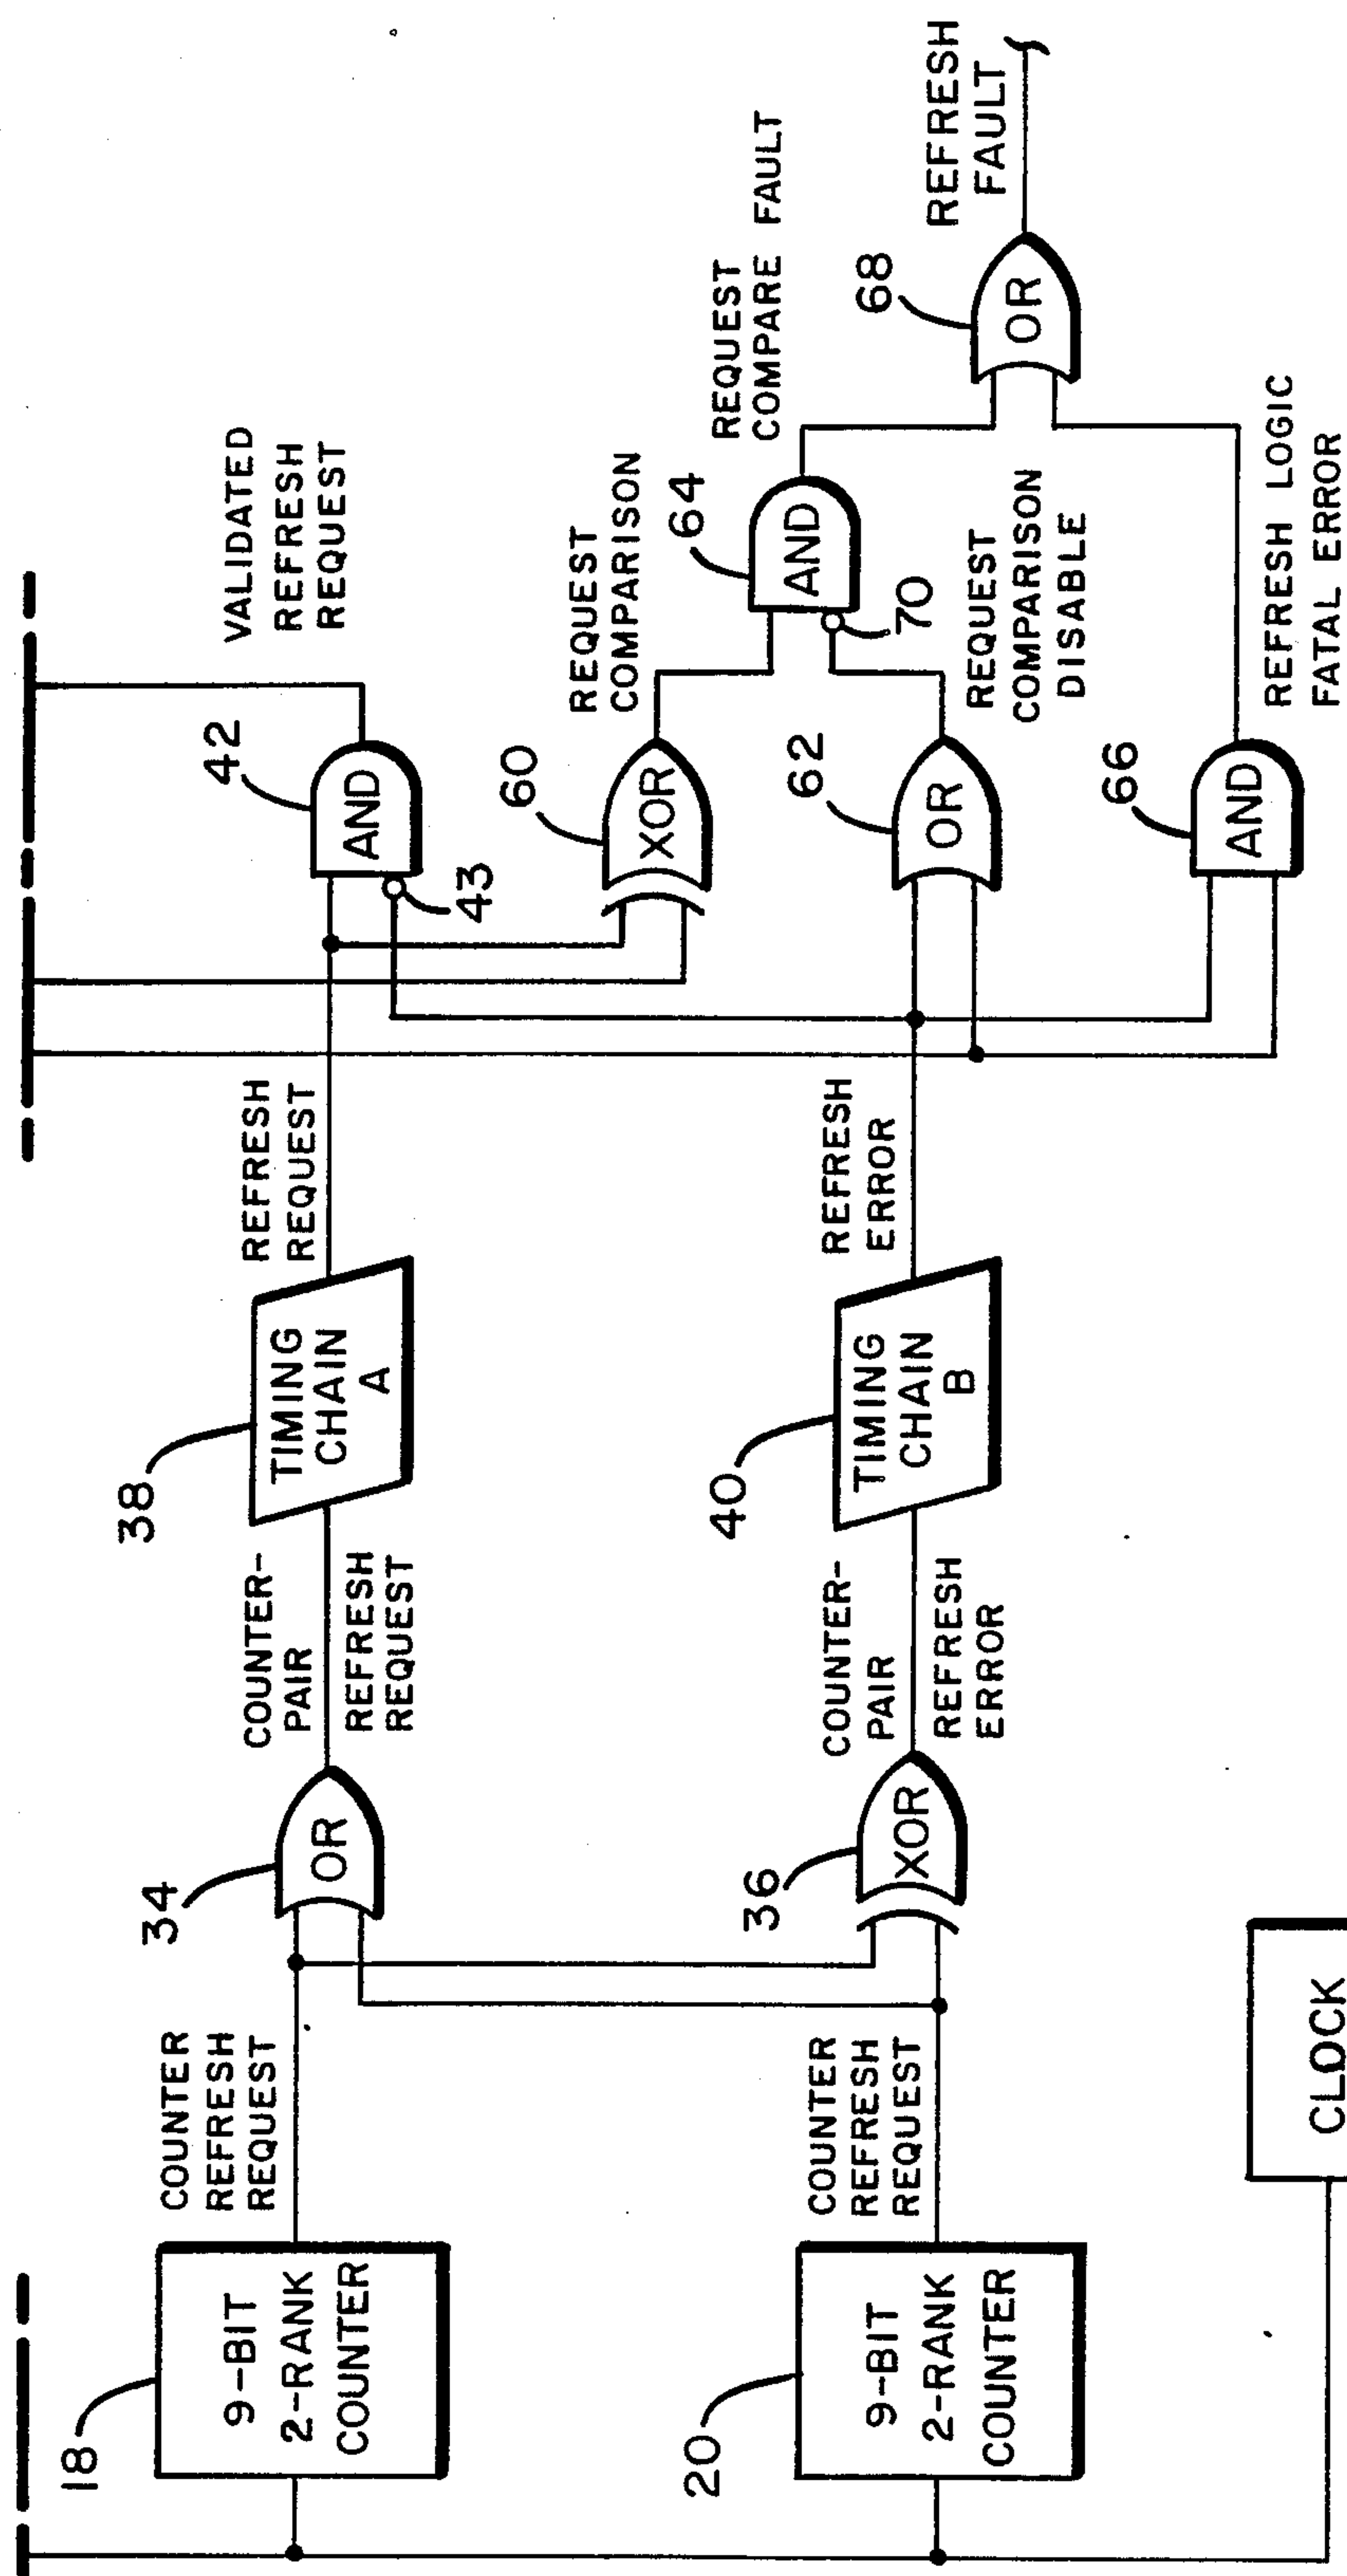 18
9-BIT
2-RANK
COUNTER
COUNTER
REFRESH
REQUEST
34
OR
COUNTER-
PAIR
REFRESH
REQUEST
38
TIMING
CHAIN
A
REFRESH
REQUEST
42
AND
43
VALIDATED
REFRESH
REQUEST
60
XOR
REQUEST
COMPARISON
64
AND
70
REQUEST
COMPARE FAULT
68
OR
REFRESH
FAULT
20
9-BIT
2-RANK
COUNTER
COUNTER
REFRESH
REQUEST
36
XOR
COUNTER-
PAIR
REFRESH
ERROR
40
TIMING
CHAIN
B
REFRESH
ERROR
62
OR
REQUEST
COMPARISON
DISABLE
66
AND
REFRESH LOGIC
FATAL ERROR
CLOCK